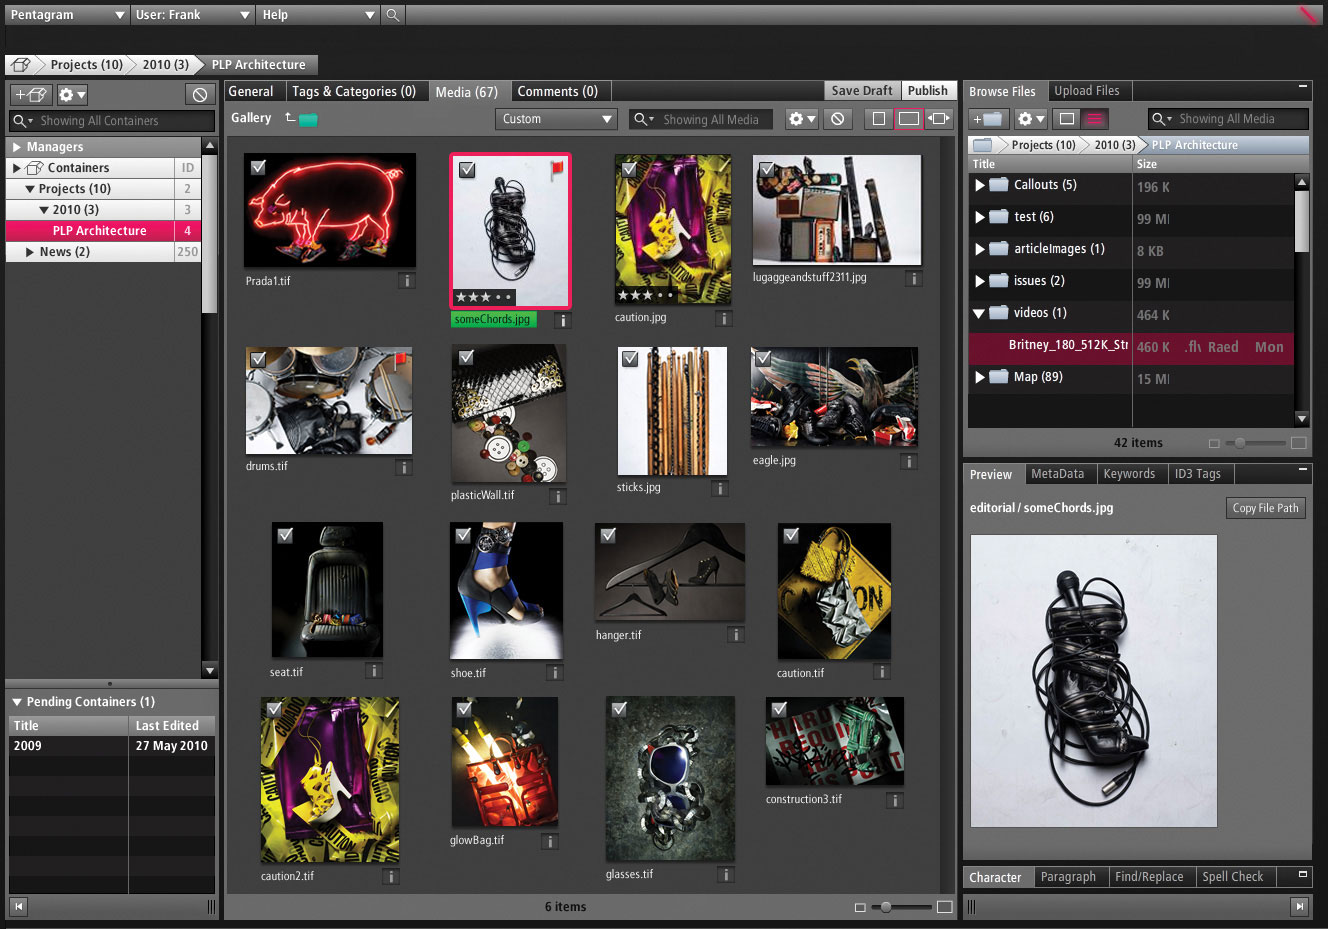 Pentagram
User: Frank
Help
Projects (10)
2010 (3)
PLP Architecture
Showing All Containers
Managers
Containers
ID
Projects (10)
2
2010 (3)
3
PLP Architecture
4
News (2)
250
Pending Containers (1)
Title
Last Edited
2009
27 May 2010
General
Tags & Categories (0)
Media (67)
Comments (0)
Save Draft
Publish
Gallery
Custom
Showing All Media
Prada1.tif
someChords.jpg
caution.jpg
lugaggeandstuff2311.jpg
drums.tif
plasticWall.tif
sticks.jpg
eagle.jpg
seat.tif
shoe.tif
hanger.tif
caution.tif
caution2.tif
glowBag.tif
glasses.tif
construction3.tif
6 items
Browse Files
Upload Files
Showing All Media
Projects (10)
2010 (3)
PLP Architecture
Title
Size
Callouts (5)
196 K
test (6)
99 M
articleImages (1)
8 KB
issues (2)
99 M
videos (1)
464 K
Britney_180_512K_Str
460 K
.fl
Raed
Mon
Map (89)
15 M
42 items
Preview
MetaData
Keywords
ID3 Tags
editorial / someChords.jpg
Copy File Path
Character
Paragraph
Find/Replace
Spell Check